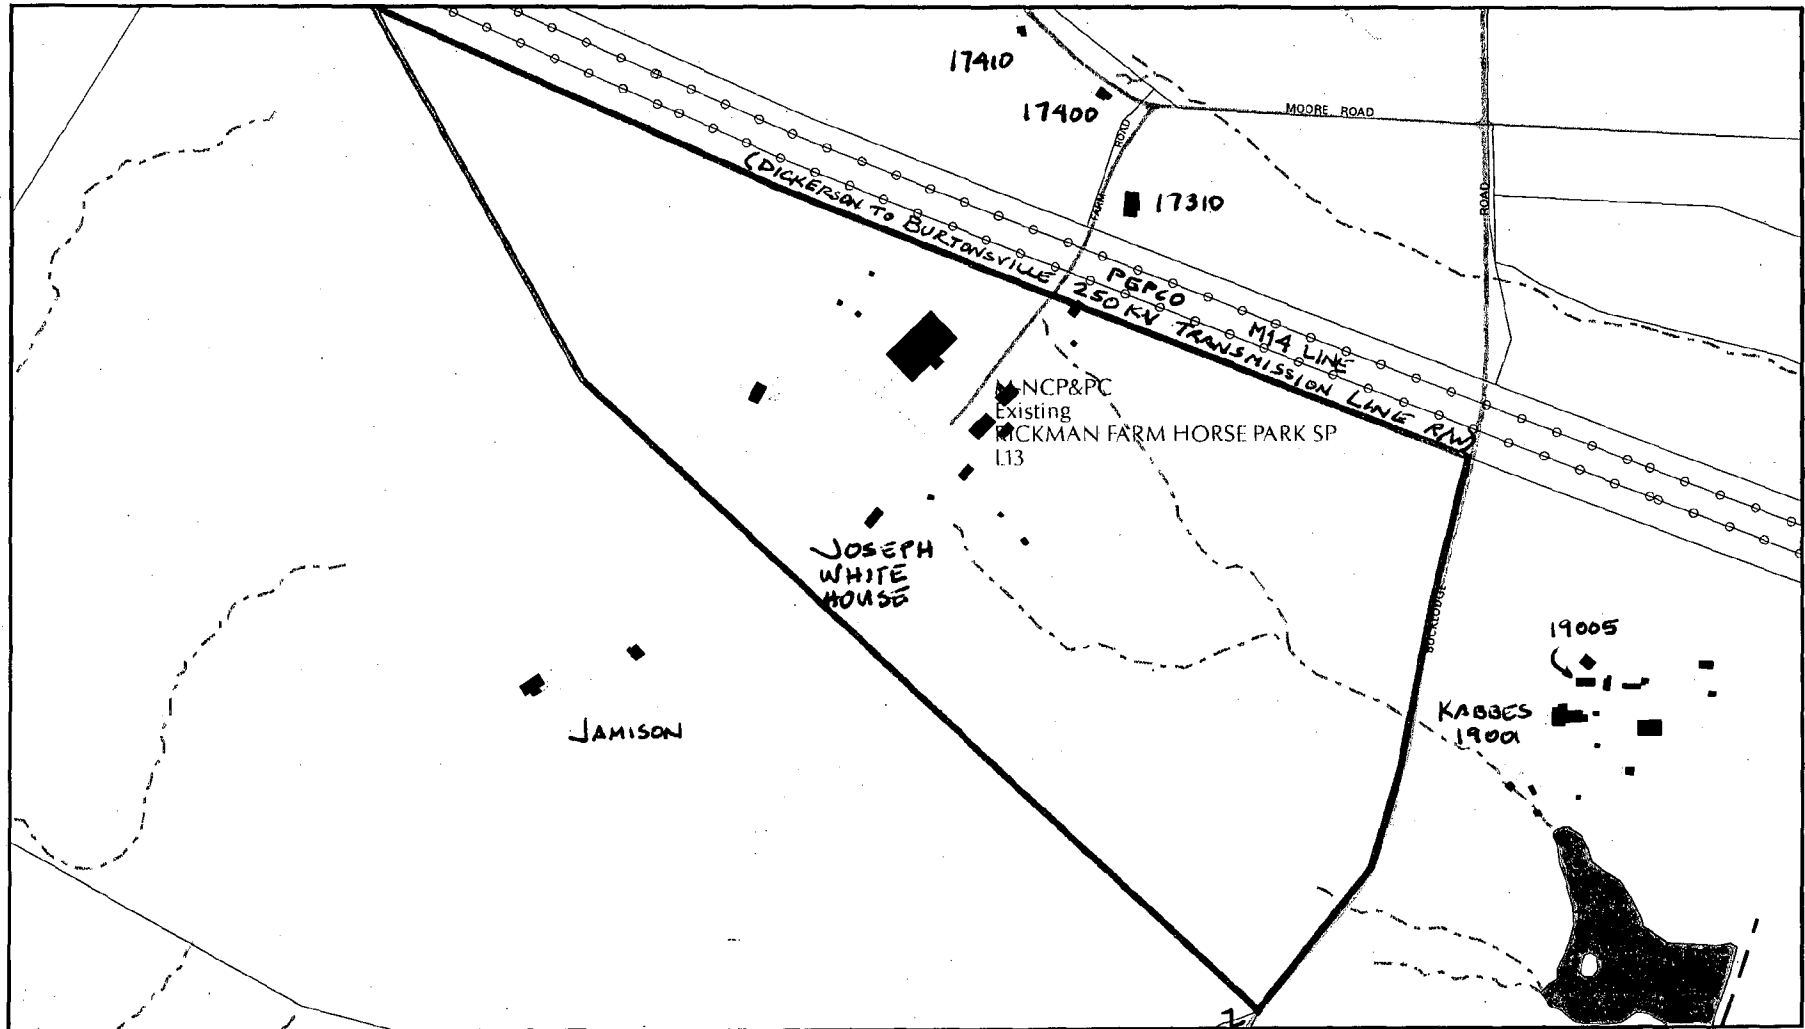 17410
17400
MOORE ROAD
ROAD
FARM
17310
ROAD
(DICKERSON TO BURTONSVILLE 250 KV TRANSMISSION LINE R/W)
PEPCO M14 LINE
M-NCP&PC
Existing
RICKMAN FARM HORSE PARK SP
L13
JOSEPH
WHITE
HOUSE
BUCKLODGE
19005
JAMISON
KABBES
19001